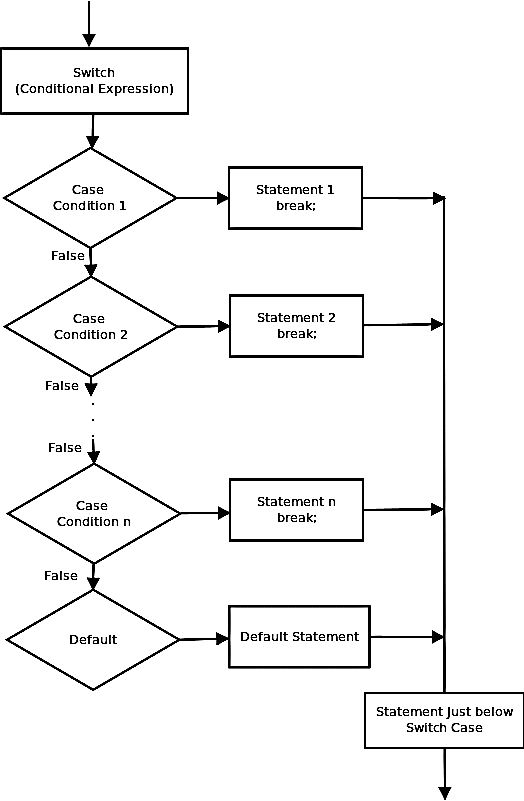 Switch
(Conditional Expression)
Case
Condition 1
Statement 1
break;
False
Case
Condition 2
Statement 2
break;
False
False
Case
Condition n
Statement n
break;
False
Default
Default Statement
Statement Just below
Switch Case